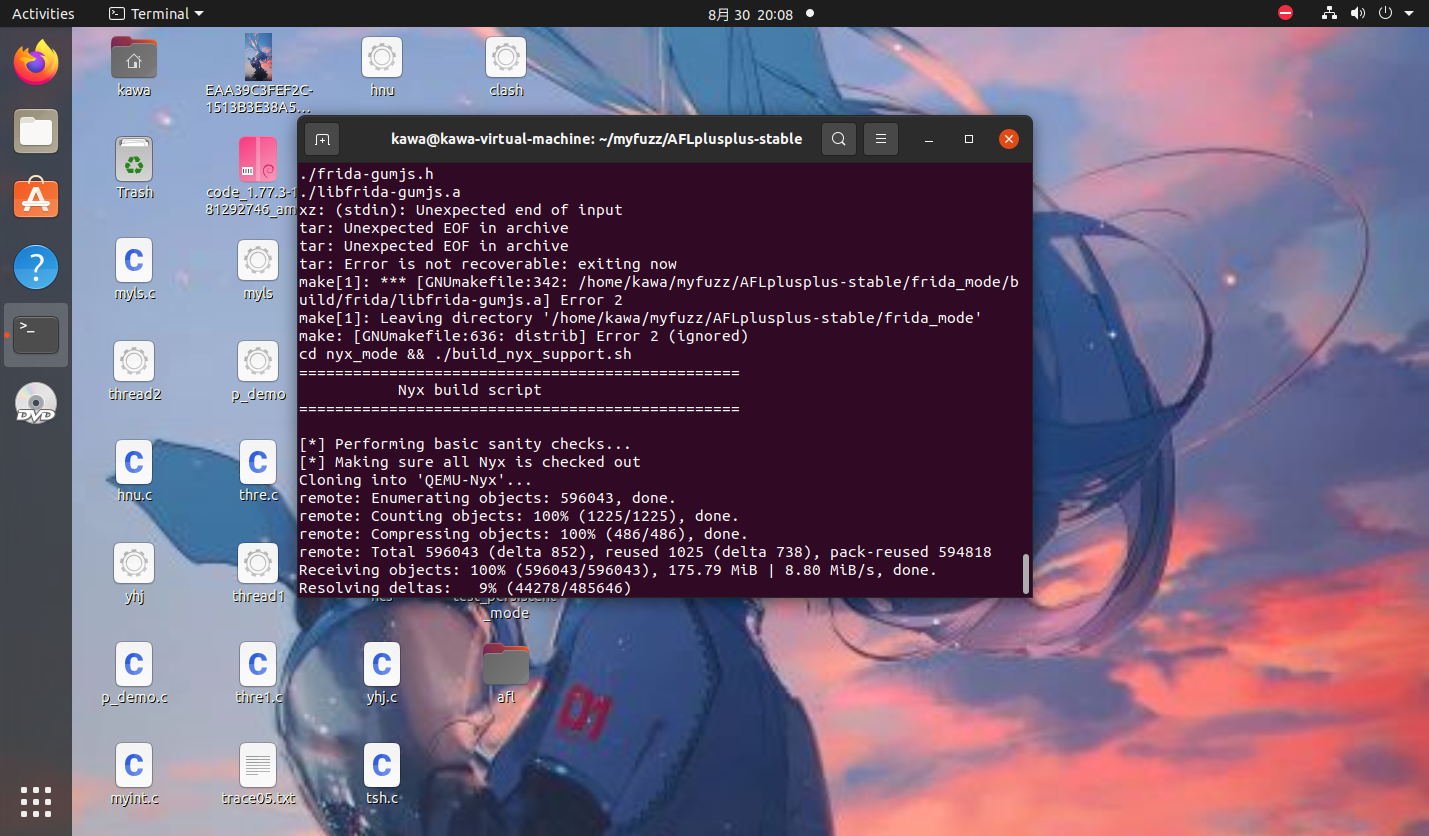 Activities
Terminal
8月 30 20:08
kawa
EAA39C3FEF2C-
1513B3E38A5...
hnu
clash
Trash
code_1.77.3-1
81292746_am
myls.c
myls
thread2
p_demo
hnu.c
thre.c
yhj
thread1
_mode
p_demo.c
thre1.c
yhj.c
afl
myint.c
trace05.txt
tsh.c
DVD
01
kawa@kawa-virtual-machine: ~/myfuzz/AFLplusplus-stable
./frida-gumjs.h
./libfrida-gumjs.a
xz: (stdin): Unexpected end of input
tar: Unexpected EOF in archive
tar: Unexpected EOF in archive
tar: Error is not recoverable: exiting now
make[1]: *** [GNUmakefile:342: /home/kawa/myfuzz/AFLplusplus-stable/frida_mode/b
uild/frida/libfrida-gumjs.a] Error 2
make[1]: Leaving directory '/home/kawa/myfuzz/AFLplusplus-stable/frida_mode'
make: [GNUmakefile:636: distrib] Error 2 (ignored)
cd nyx_mode && ./build_nyx_support.sh
=================================================
Nyx build script
=================================================
[*] Performing basic sanity checks...
[*] Making sure all Nyx is checked out
Cloning into 'QEMU-Nyx'...
remote: Enumerating objects: 596043, done.
remote: Counting objects: 100% (1225/1225), done.
remote: Compressing objects: 100% (486/486), done.
remote: Total 596043 (delta 852), reused 1025 (delta 738), pack-reused 594818
Receiving objects: 100% (596043/596043), 175.79 MiB | 8.80 MiB/s, done.
Resolving deltas:   9% (44278/485646)